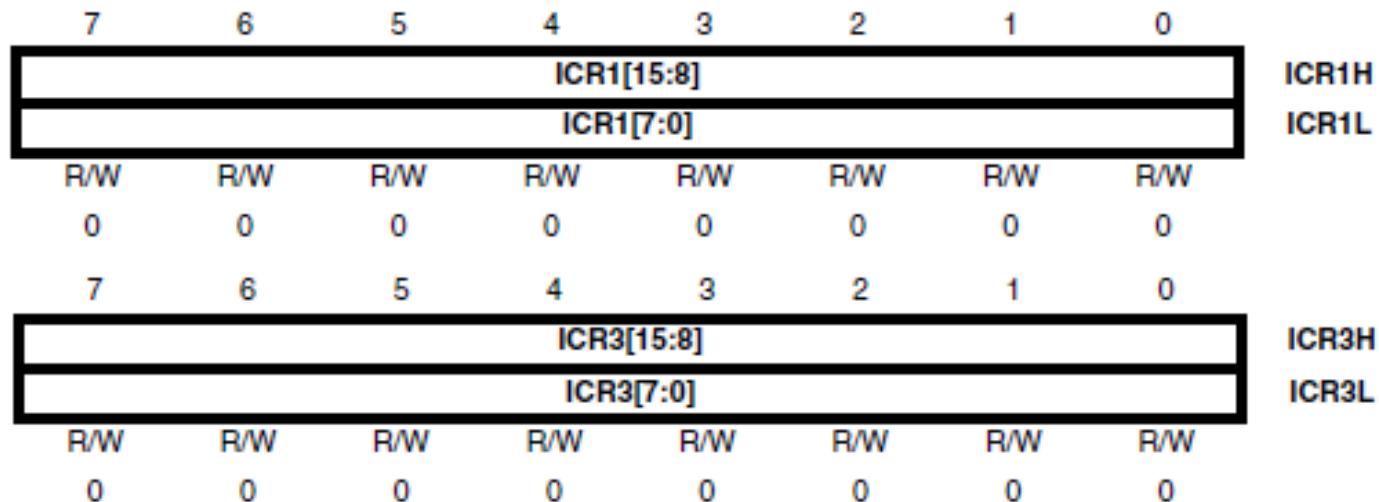 7 6 5 4 3 2 1 0
ICR1[15:8] ICR1H
ICR1[7:0] ICR1L
R/W R/W R/W R/W R/W R/W R/W R/W
0 0 0 0 0 0 0 0
7 6 5 4 3 2 1 0
ICR3[15:8] ICR3H
ICR3[7:0] ICR3L
R/W R/W R/W R/W R/W R/W R/W R/W
0 0 0 0 0 0 0 0